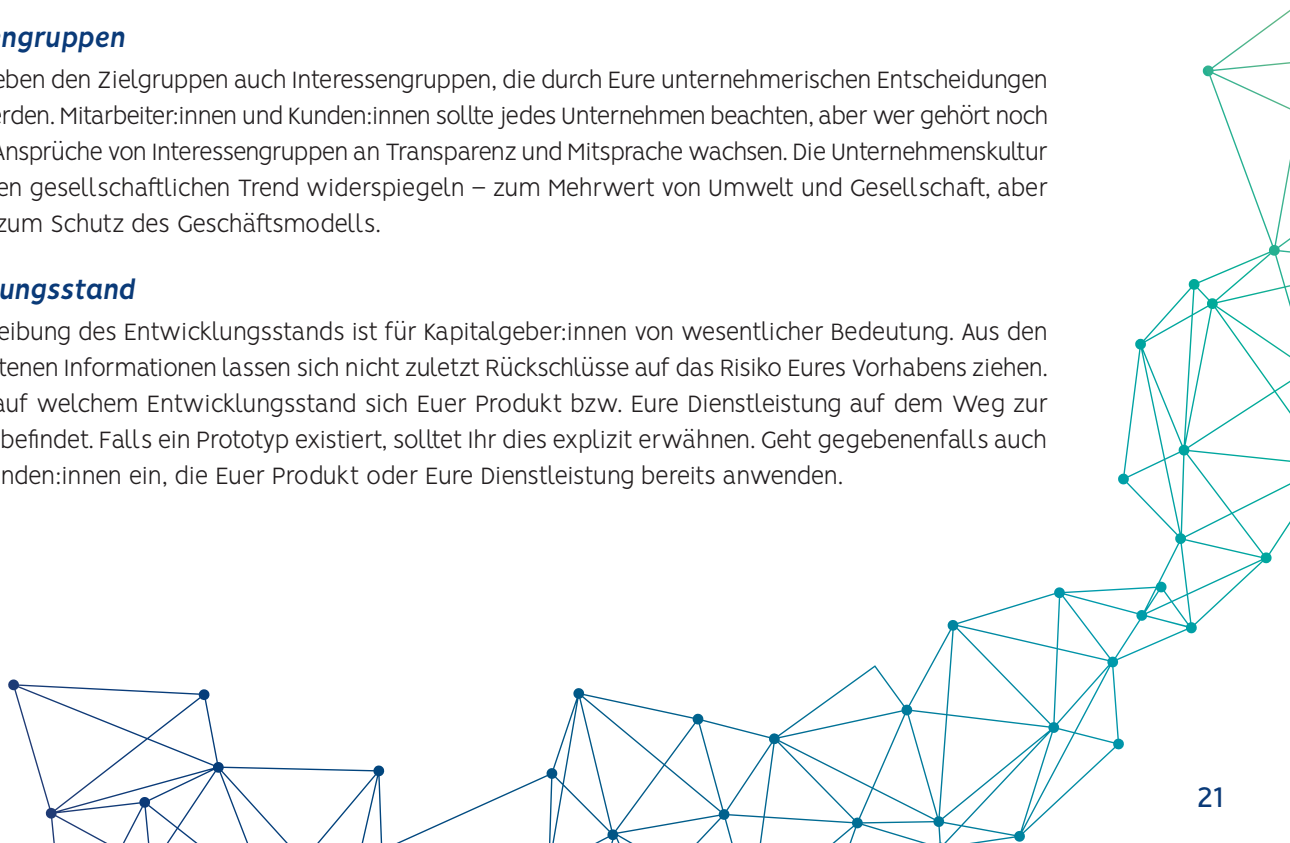 ngruppen
eben den Zielgruppen auch Interessengruppen, die durch Eure unternehmerischen Entscheidungen
erden. Mitarbeiter:innen und Kunden:innen sollte jedes Unternehmen beachten, aber wer gehört noch
Ansprüche von Interessengruppen an Transparenz und Mitsprache wachsen. Die Unternehmenskultur
en gesellschaftlichen Trend widerspiegeln – zum Mehrwert von Umwelt und Gesellschaft, aber
zum Schutz des Geschäftsmodells.
ungsstand
eibung des Entwicklungsstands ist für Kapitalgeber:innen von wesentlicher Bedeutung. Aus den
tenen Informationen lassen sich nicht zuletzt Rückschlüsse auf das Risiko Eures Vorhabens ziehen.
auf welchem Entwicklungsstand sich Euer Produkt bzw. Eure Dienstleistung auf dem Weg zur
befindet. Falls ein Prototyp existiert, solltet Ihr dies explizit erwähnen. Geht gegebenenfalls auch
nden:innen ein, die Euer Produkt oder Eure Dienstleistung bereits anwenden.
21